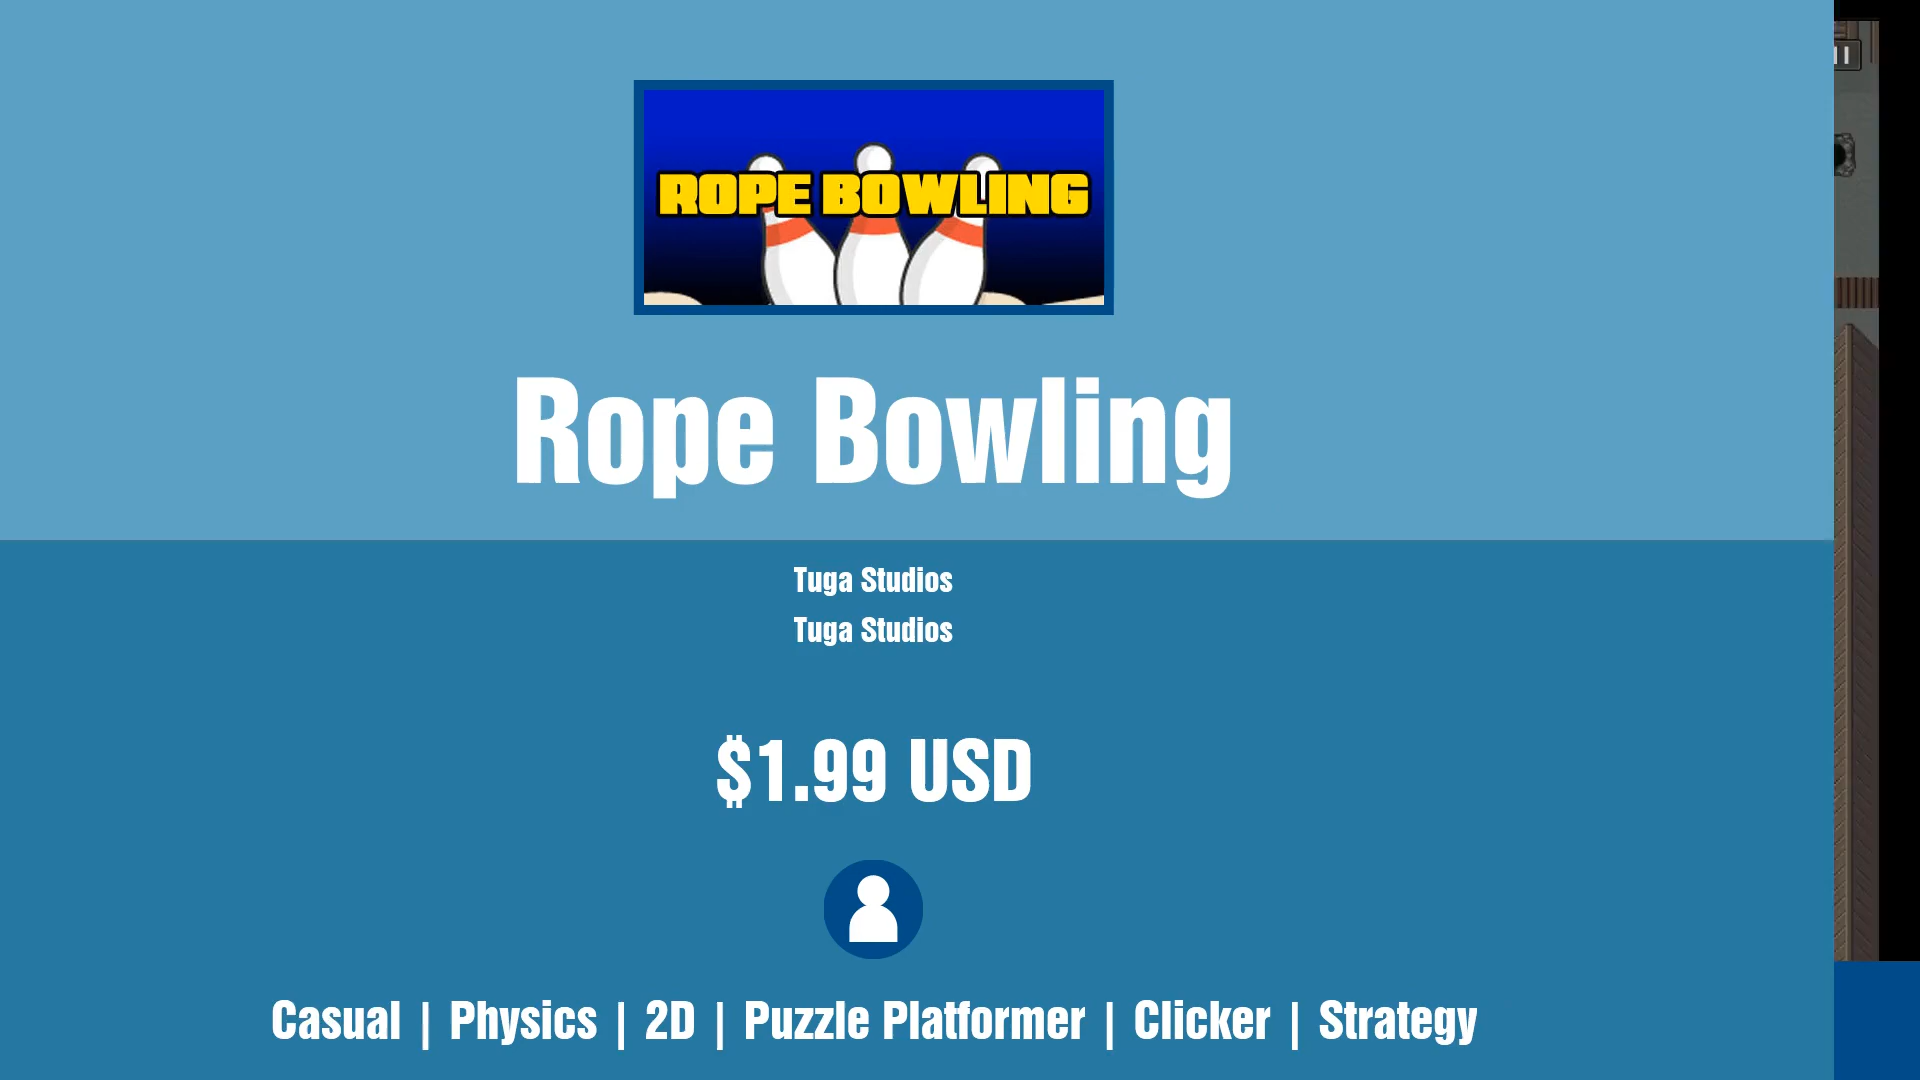 ROPE BOWLING
Rope Bowling
Tuga Studios
Tuga Studios
$1.99 USD
Casual | Physics | 2D | Puzzle Platformer | Clicker | Strategy